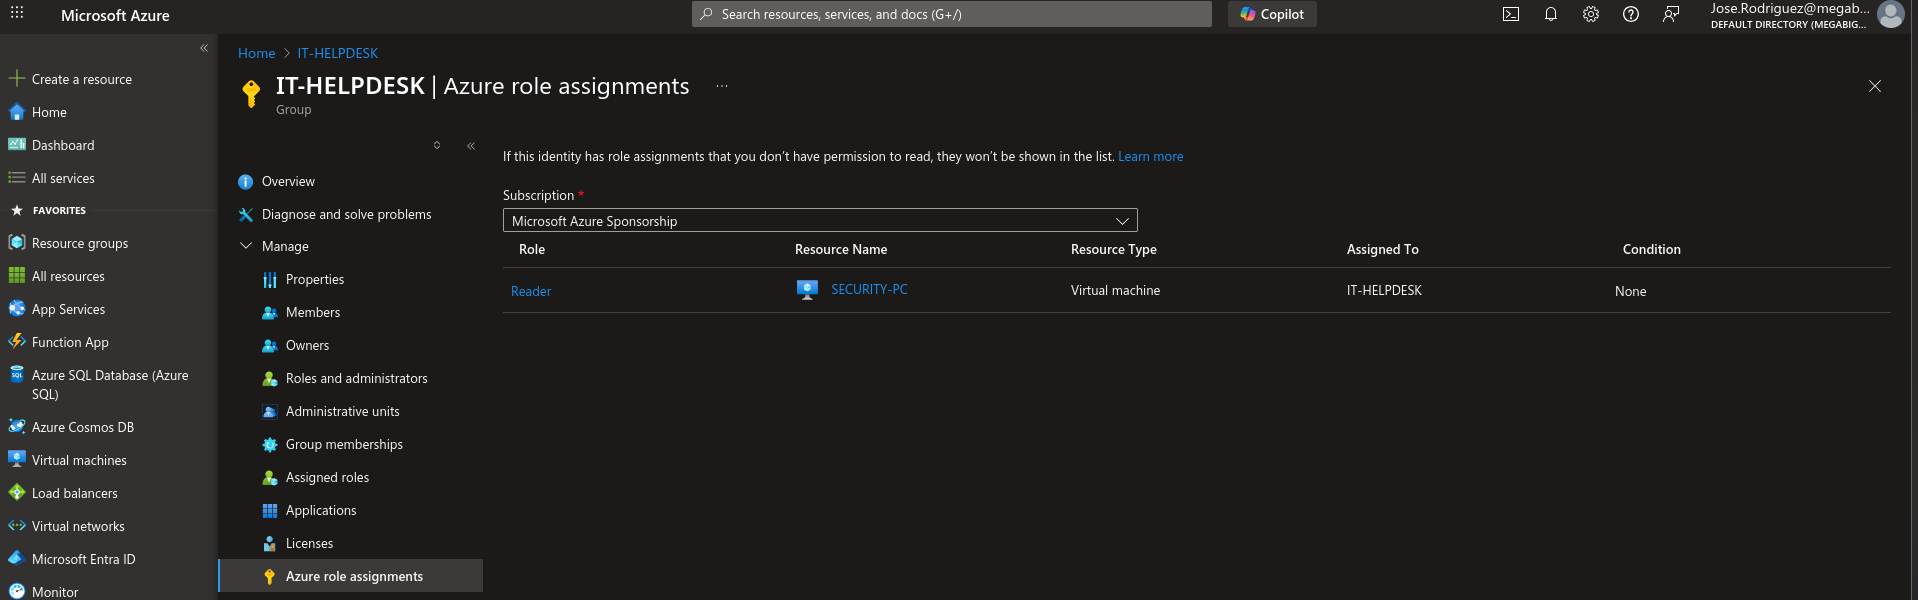 Microsoft Azure
Search resources, services, and docs (G+/)
Copilot
Jose.Rodriguez@megab...
DEFAULT DIRECTORY (MEGABIG...
Create a resource
Home
Dashboard
All services
FAVORITES
Resource groups
All resources
App Services
Function App
Azure SQL Database (Azure
SQL)
Azure Cosmos DB
Virtual machines
Load balancers
Virtual networks
Microsoft Entra ID
Monitor
Home > IT-HELPDESK
IT-HELPDESK | Azure role assignments ...
Group
Overview
Diagnose and solve problems
Manage
Properties
Members
Owners
Roles and administrators
Administrative units
Group memberships
Assigned roles
Applications
Licenses
Azure role assignments
If this identity has role assignments that you don't have permission to read, they won't be shown in the list. Learn more
Subscription *
Microsoft Azure Sponsorship
Role Resource Name Resource Type Assigned To Condition
Reader SECURITY-PC Virtual machine IT-HELPDESK None